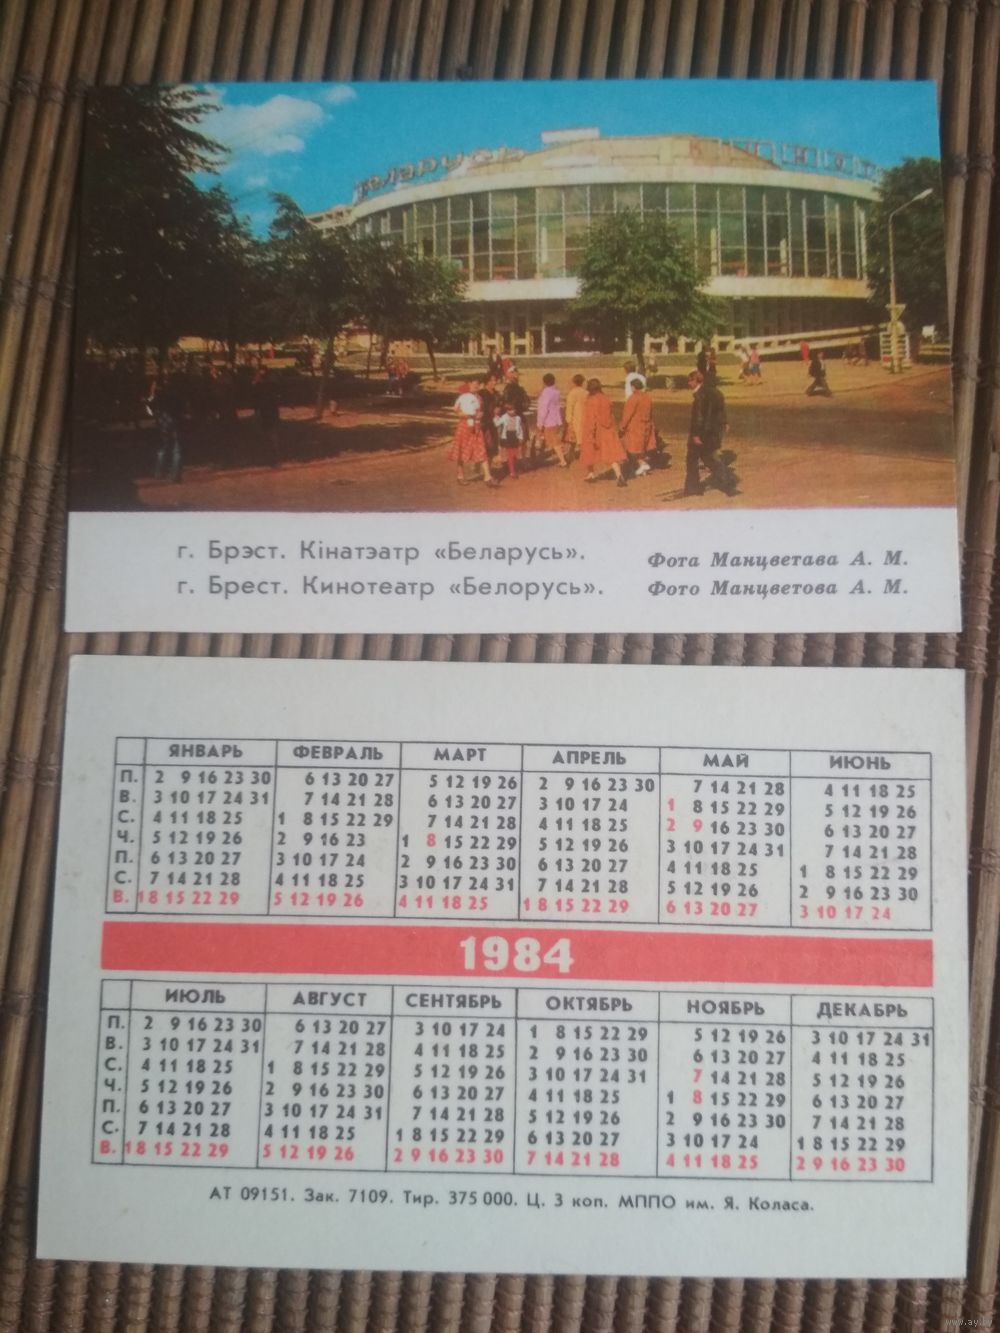 еларусь
г. Брэст. Кінатэатр «Беларусь».
г. Брест. Кинотеатр «Белорусь».
Фота Манцветава А. М.
Фото Манцветова А. М.
ЯНВАРЬ ФЕВРАЛЬ МАРТ АПРЕЛЬ МАЙ ИЮНЬ
П. 2 9 16 23 30 6 13 20 27 5 12 19 26 2 9 16 23 30 7 14 21 28 4 11 18 25
В. 3 10 17 24 31 7 14 21 28 6 13 20 27 3 10 17 24 1 8 15 22 29 5 12 19 26
С. 4 11 18 25 1 8 15 22 29 7 14 21 28 4 11 18 25 2 9 16 23 30 6 13 20 27
Ч. 5 12 19 26 2 9 16 23 1 8 15 22 29 5 12 19 26 3 10 17 24 31 7 14 21 28
П. 6 13 20 27 3 10 17 24 2 9 16 23 30 6 13 20 27 4 11 18 25 1 8 15 22 29
С. 7 14 21 28 4 11 18 25 3 10 17 24 31 7 14 21 28 5 12 19 26 2 9 16 23 30
В. 1 8 15 22 29 5 12 19 26 4 11 18 25 1 8 15 22 29 6 13 20 27 3 10 17 24
1984
ИЮЛЬ АВГУСТ СЕНТЯБРЬ ОКТЯБРЬ НОЯБРЬ ДЕКАБРЬ
П. 2 9 16 23 30 6 13 20 27 3 10 17 24 1 8 15 22 29 5 12 19 26 3 10 17 24 31
В. 3 10 17 24 31 7 14 21 28 4 11 18 25 2 9 16 23 30 6 13 20 27 4 11 18 25
С. 4 11 18 25 1 8 15 22 29 5 12 19 26 3 10 17 24 31 7 14 21 28 5 12 19 26
Ч. 5 12 19 26 2 9 16 23 30 6 13 20 27 4 11 18 25 1 8 15 22 29 6 13 20 27
П. 6 13 20 27 3 10 17 24 31 7 14 21 28 5 12 19 26 2 9 16 23 30 7 14 21 28
С. 7 14 21 28 4 11 18 25 1 8 15 22 29 6 13 20 27 3 10 17 24 1 8 15 22 29
В. 1 8 15 22 29 5 12 19 26 2 9 16 23 30 7 14 21 28 4 11 18 25 2 9 16 23 30
АТ 09151. Зак. 7109. Тир. 375 000. Ц. 3 коп. МППО им. Я. Коласа.
www.ay.by